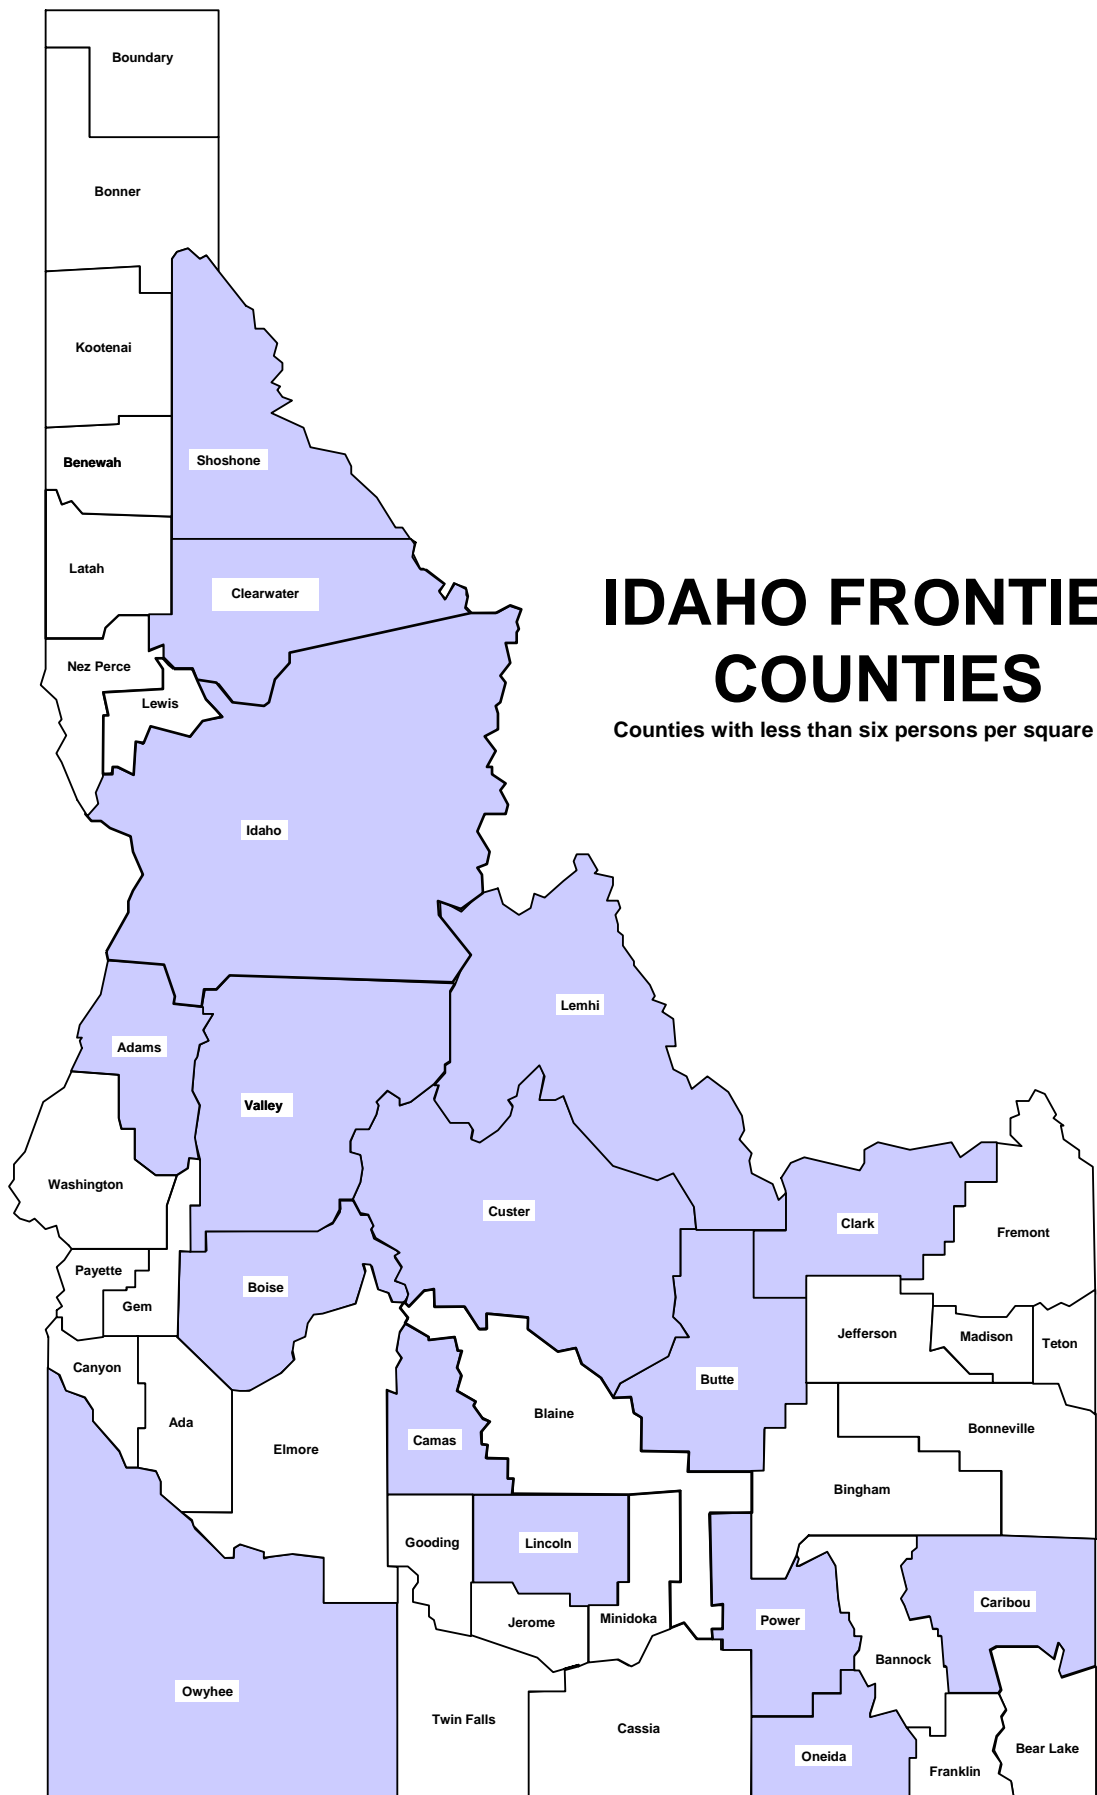 Boundary
Bonner
Kootenai
Benewah
Shoshone
Latah
Clearwater
IDAHO FRONTIE
COUNTIES
Counties with less than six persons per square
Nez Perce
Lewis
Idaho
Lemhi
Adams
Valley
Washington
Custer
Clark
Fremont
Payette
Boise
Gem
Jefferson
Madison
Teton
Canyon
Butte
Ada
Blaine
Bonneville
Camas
Elmore
Bingham
Gooding
Lincoln
Caribou
Jerome
Minidoka
Power
Bannock
Owyhee
Twin Falls
Cassia
Oneida
Bear Lake
Franklin